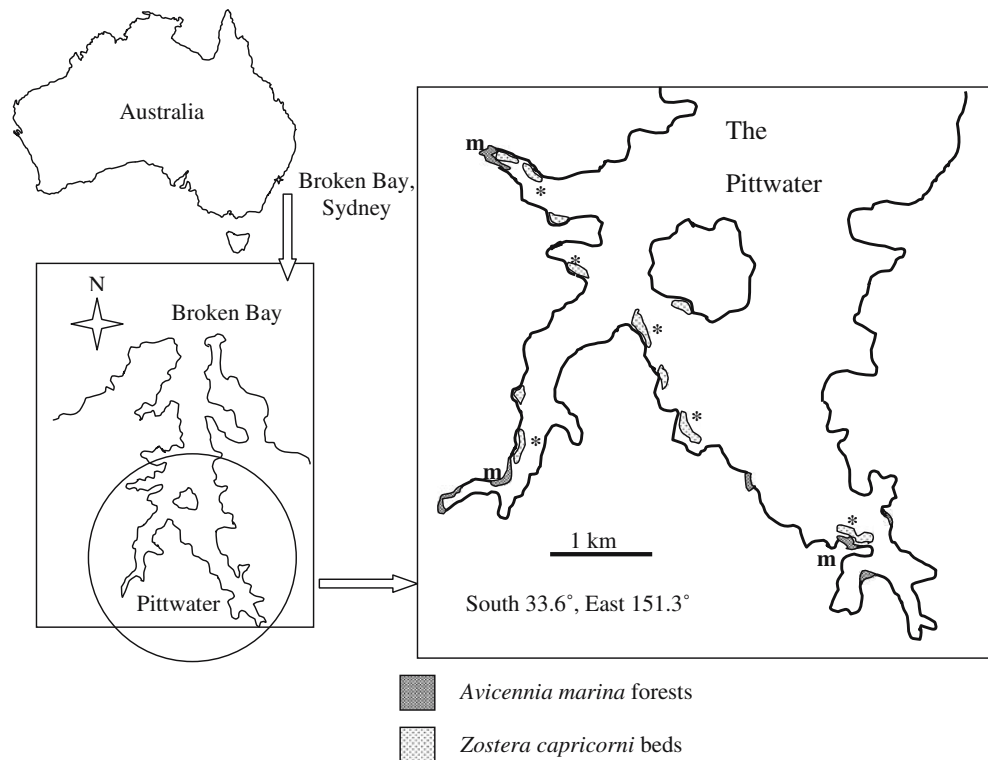 Australia
Broken Bay,
Sydney
N
Broken Bay
Pittwater
The
Pittwater
m
*
*
*
*
*
m
*
m
1 km
South 33.6°, East 151.3°
Avicennia marina forests
Zostera capricorni beds